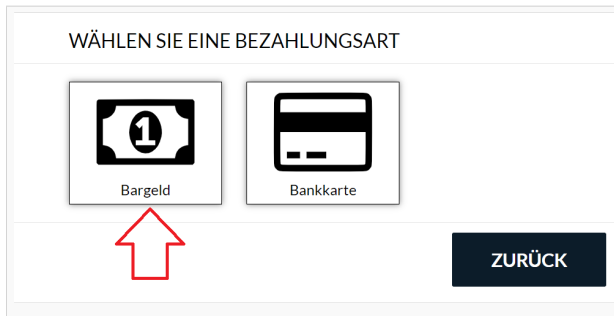 WÄHLEN SIE EINE BEZAHLUNGSART
1
Bargeld
Bankkarte
ZURÜCK